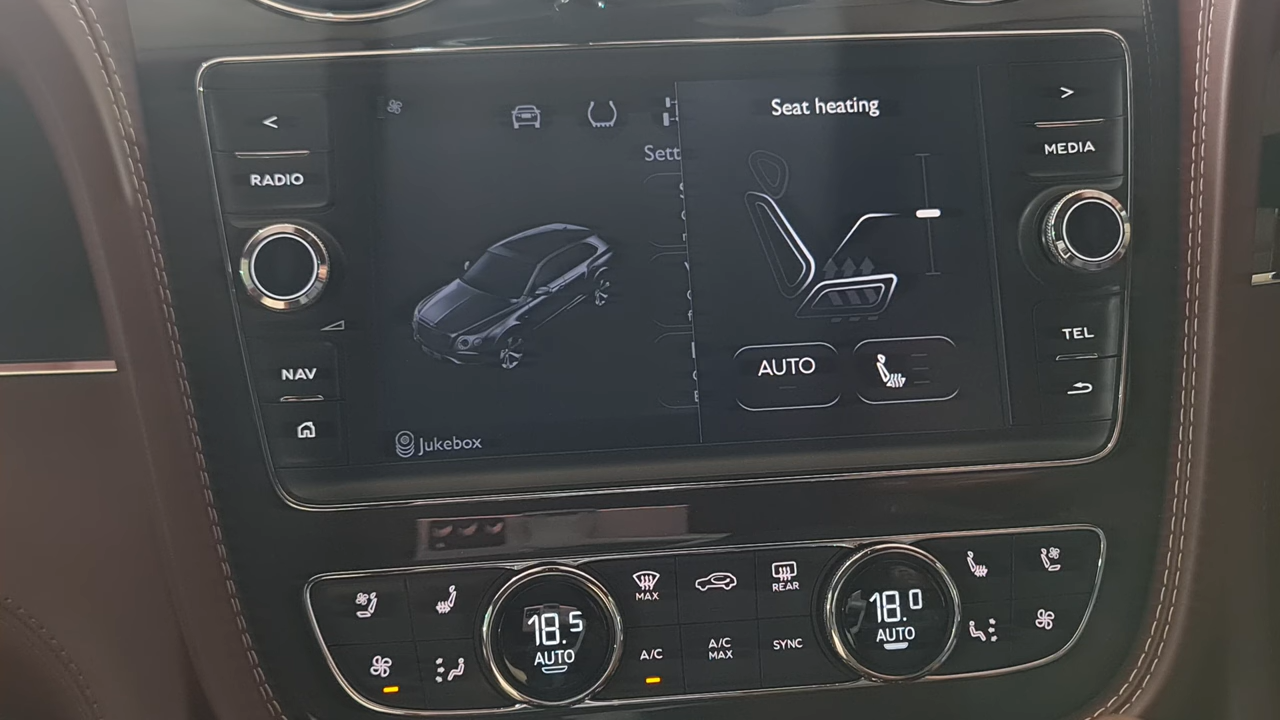 Seat heating
RADIO
MEDIA
Sett
NAV
TEL
AUTO
Jukebox
MAX
REAR
18.5
AUTO
A/C
A/C
MAX
SYNC
18.0
AUTO